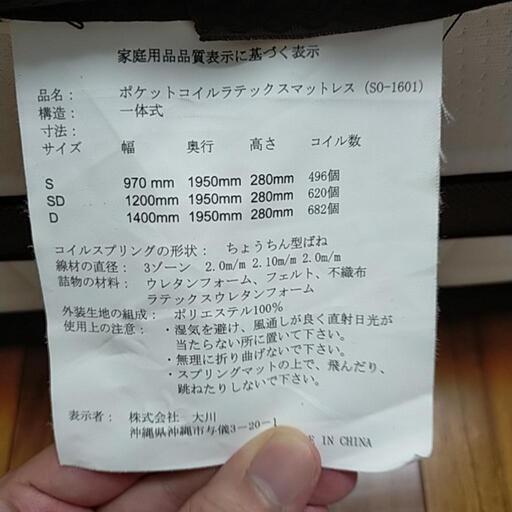 家庭用品品質表示に基づく表示
品名： ポケットコイルラテックスマットレス (SO-1601)
構造： 一体式
寸法：
サイズ 幅 奥行 高さ コイル数
S 970 mm 1950mm 280mm 496個
SD 1200mm 1950mm 280mm 620個
D 1400mm 1950mm 280mm 682個
コイルスプリングの形状： ちょうちん型ばね
線材の直径： 3ゾーン 2.0m/m 2.10m/m 2.0m/m
詰物の材料： ウレタンフォーム、フェルト、不織布
ラテックスウレタンフォーム
外装生地の組成： ポリエステル100%
使用上の注意： ・湿気を避け、風通しが良く直射日光が
当たらない所に置いて下さい。
・無理に折り曲げないで下さい。
・スプリングマットの上で、飛んだり、
跳ねたりしないで下さい。
表示者： 株式会社 大川
沖縄県沖縄市与儀3-20-1
IN CHINA